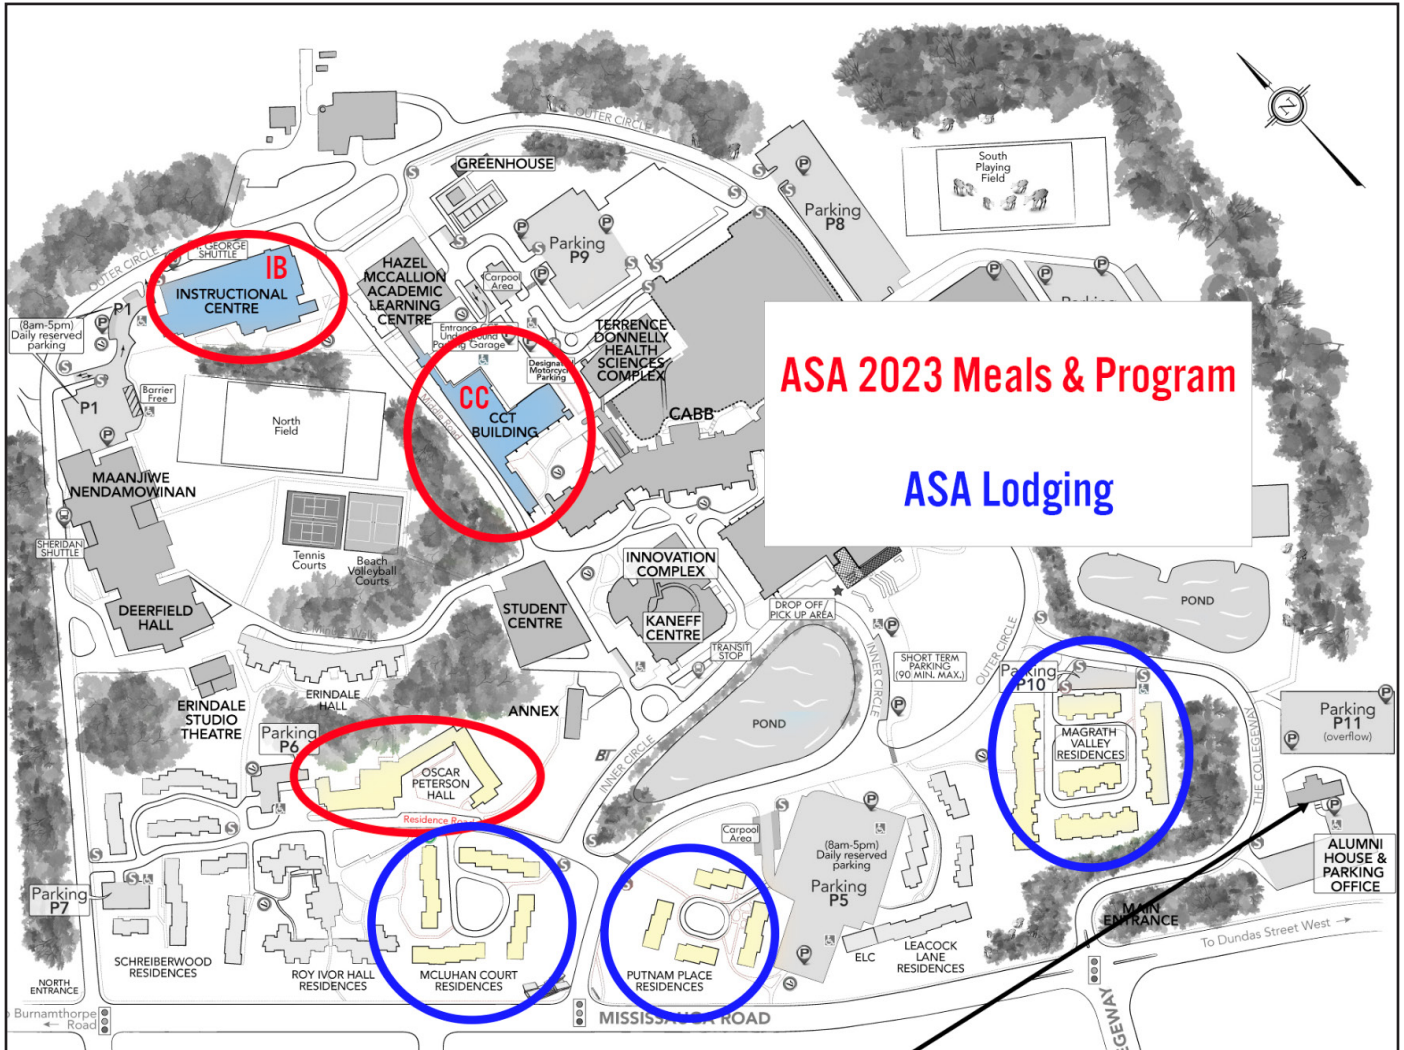 OUTER CIRCLE
GREENHOUSE
South
Playing
Field
P
Parking
P8
Parking
P9
ST. GEORGE
SHUTTLE
OUTER CIRCLE
IB
INSTRUCTIONAL
CENTRE
HAZEL
MCCALLION
ACADEMIC
LEARNING
CENTRE
Carpool
Area
P1
(8am-5pm)
Daily reserved
parking
Entrance
Underground
Parking Garage
TERRENCE
DONNELLY
HEALTH
SCIENCES
COMPLEX
Designated
Motorcycle
Parking
Parking
ASA 2023 Meals & Program
ASA Lodging
Barrier
Free
P1
North
Field
Middle Road
CC
CCT
BUILDING
CABB
MAANJIWE
NENDAMOWINAN
SHERIDAN
SHUTTLE
Tennis
Courts
Beach
Volleyball
Courts
INNOVATION
COMPLEX
DEERFIELD
HALL
STUDENT
CENTRE
KANEFF
CENTRE
DROP OFF/
PICK UP AREA
POND
TRANSIT
STOP
INNER CIRCLE
SHORT TERM
PARKING
(90 MIN. MAX.)
OUTER CIRCLE
Parking
P10
ERINDALE
HALL
ERINDALE
STUDIO
THEATRE
ANNEX
Parking
P6
POND
MAGRATH
VALLEY
RESIDENCES
THE COLLEGEWAY
Parking
P11
(overflow)
BT
INNER CIRCLE
OSCAR
PETERSON
HALL
Residence Road
Carpool
Area
(8am-5pm)
Daily reserved
parking
Parking
P5
ALUMNI
HOUSE &
PARKING
OFFICE
Parking
P7
MAIN
ENTRANCE
To Dundas Street West
SCHREIBERWOOD
RESIDENCES
ROY IVOR HALL
RESIDENCES
MCLUHAN COURT
RESIDENCES
PUTNAM PLACE
RESIDENCES
ELC
LEACOCK
LANE
RESIDENCES
NORTH
ENTRANCE
o Burnamthorpe
Road
MISSISSAUGA ROAD
EGEWAY